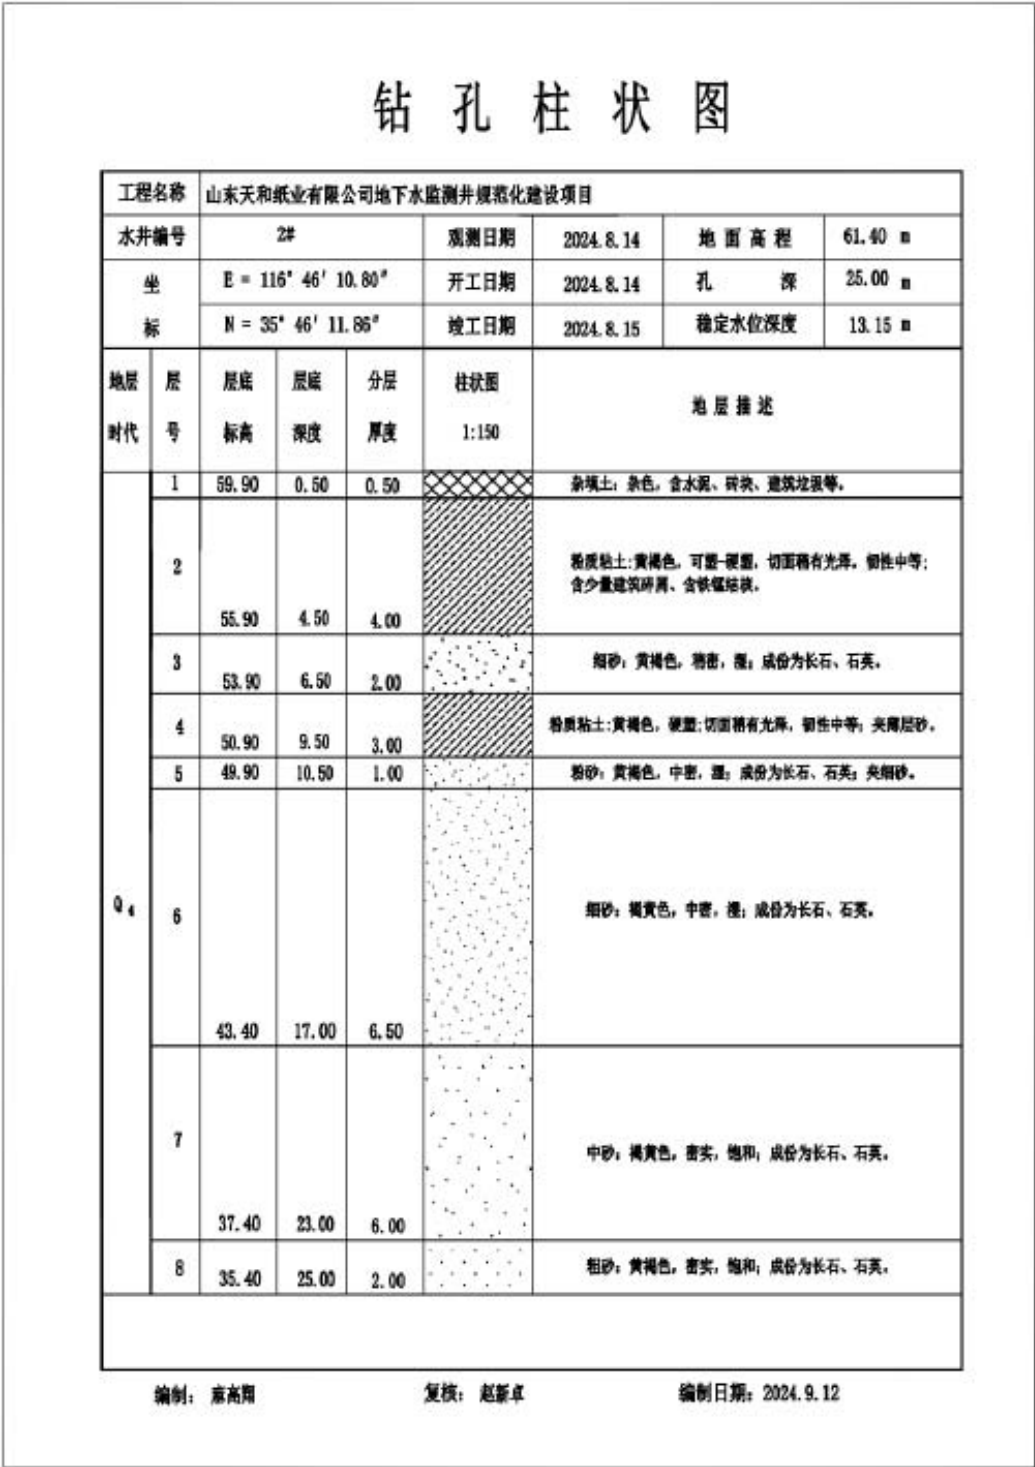 钻孔柱状图
工程名称 山东天和纸业有限公司地下水监测井规范化建设项目
水井编号 2# 观测日期 2024.8.14 地面高程 61.40 m
坐标 E = 116° 46′ 10.80″ 开工日期 2024.8.14 孔深 25.00 m
N = 35° 46′ 11.86″ 竣工日期 2024.8.15 稳定水位深度 13.15 m
地层时代 层号 层底标高 层底深度 分层厚度 柱状图 1:150 地层描述
1 59.90 0.50 0.50 杂填土：杂色，含水泥、砖块、建筑垃圾等。
粉质粘土:黄褐色，可塑-硬塑，切面稍有光泽，韧性中等;
2 含少量建筑碎屑、含铁锰结核。
55.90 4.50 4.00
3 细砂：黄褐色，稍密，湿；成份为长石、石英。
53.90 6.50 2.00
4 粉质粘土:黄褐色，硬塑;切面稍有光泽，韧性中等；夹薄层砂。
50.90 9.50 3.00
5 49.90 10.50 1.00 粉砂：黄褐色，中密，湿；成份为长石、石英；夹细砂。
Q4 6 细砂：褐黄色，中密，湿；成份为长石、石英。
43.40 17.00 6.50
7 中砂：褐黄色，密实，饱和；成份为长石、石英。
37.40 23.00 6.00
8 粗砂：黄褐色，密实，饱和；成份为长石、石英。
35.40 25.00 2.00
编制： 高翔 复核： 赵新卓 编制日期：2024.9.12